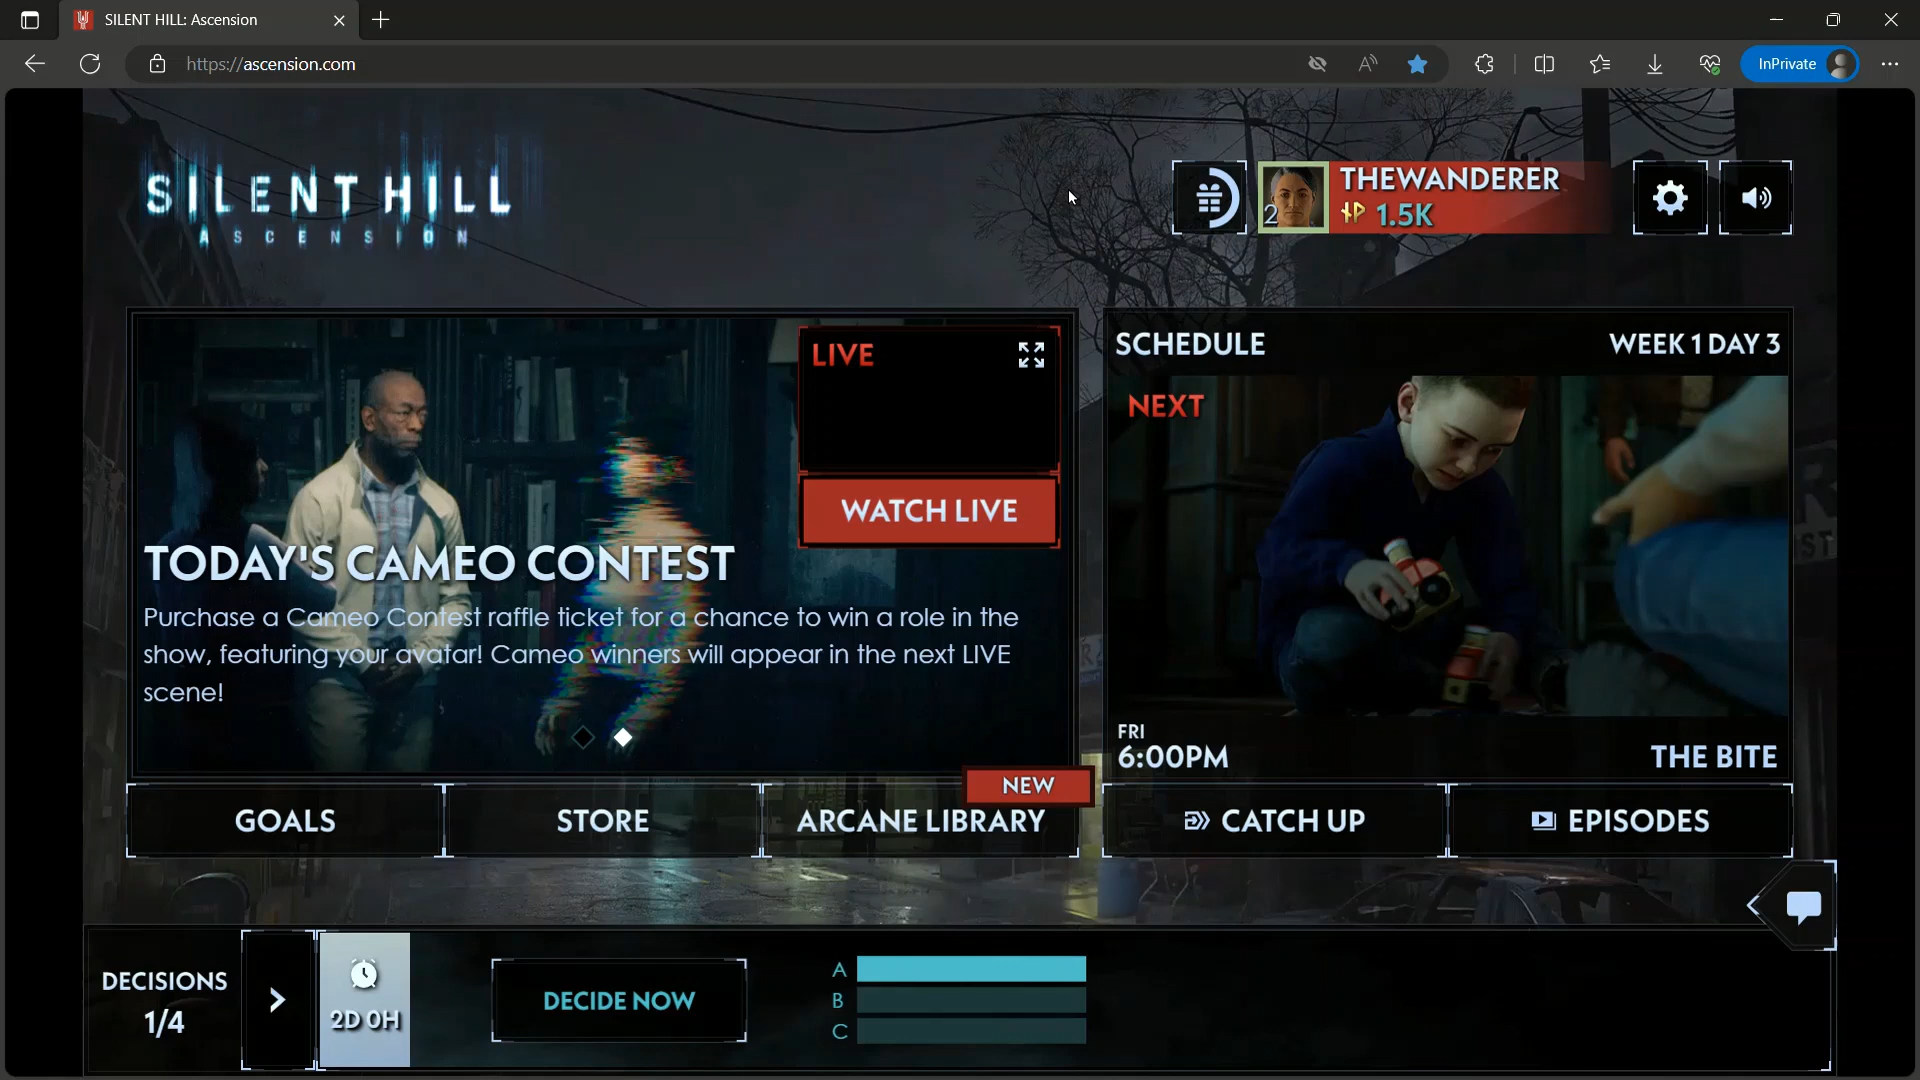 SILENT HILL: Ascension
https://ascension.com
InPrivate
SILENT HILL
ASCENSION
2
THEWANDERER
1.5K
LIVE
WATCH LIVE
TODAY'S CAMEO CONTEST
Purchase a Cameo Contest raffle ticket for a chance to win a role in the
show, featuring your avatar! Cameo winners will appear in the next LIVE
scene!
SCHEDULE
WEEK 1 DAY 3
NEXT
FRI
6:00PM
THE BITE
GOALS
STORE
NEW
ARCANE LIBRARY
CATCH UP
EPISODES
DECISIONS
1/4
2D 0H
DECIDE NOW
A
B
C